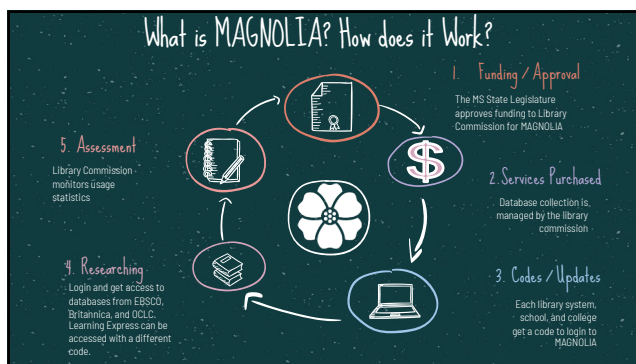 What is MAGNOLIA? How does it Work?
1. Funding / Approval
The MS State Legislature
approves funding to Library
Commission for MAGNOLIA
$
2. Services Purchased
Database collection is
managed by the library
commission
3. Codes / Updates
Each library system,
school, and college
get a code to login to
MAGNOLIA
4. Researching
Login and get access to
databases from EBSCO,
Britannica, and OCLC.
Learning Express can be
accessed with a different
code.
5. Assessment
Library Commission
monitors usage
statistics